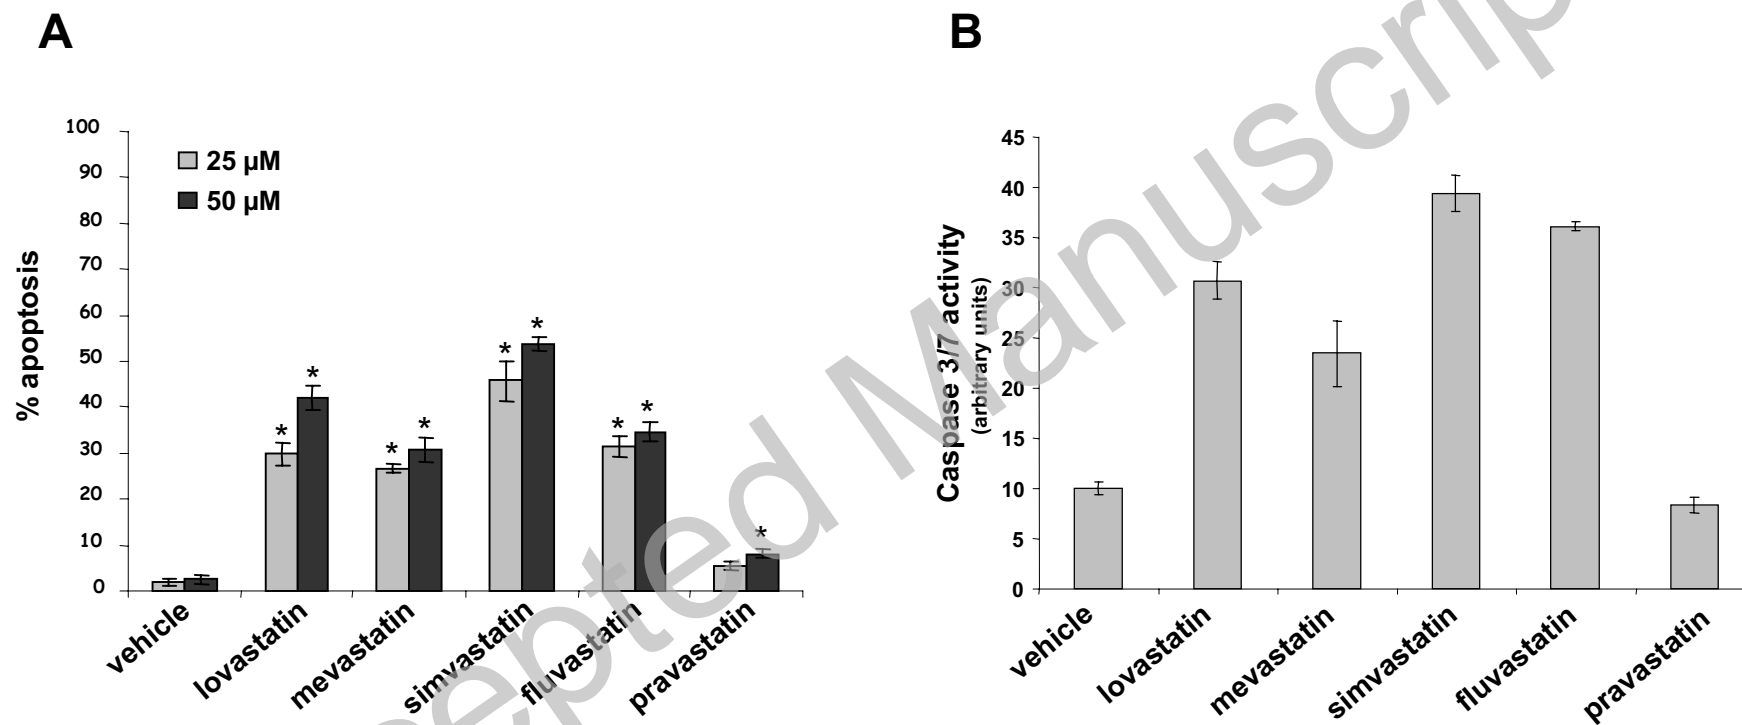 A
100
90
80
70
60
50
40
30
20
10
0
% apoptosis
25 µM
50 µM
*
*
*
*
*
*
*
*
*
vehicle
lovastatin
mevastatin
simvastatin
fluvastatin
pravastatin
B
45
40
35
30
25
20
15
10
5
0
Caspase 3/7 activity
(arbitrary units)
vehicle
lovastatin
mevastatin
simvastatin
fluvastatin
pravastatin
epted Manuscrip